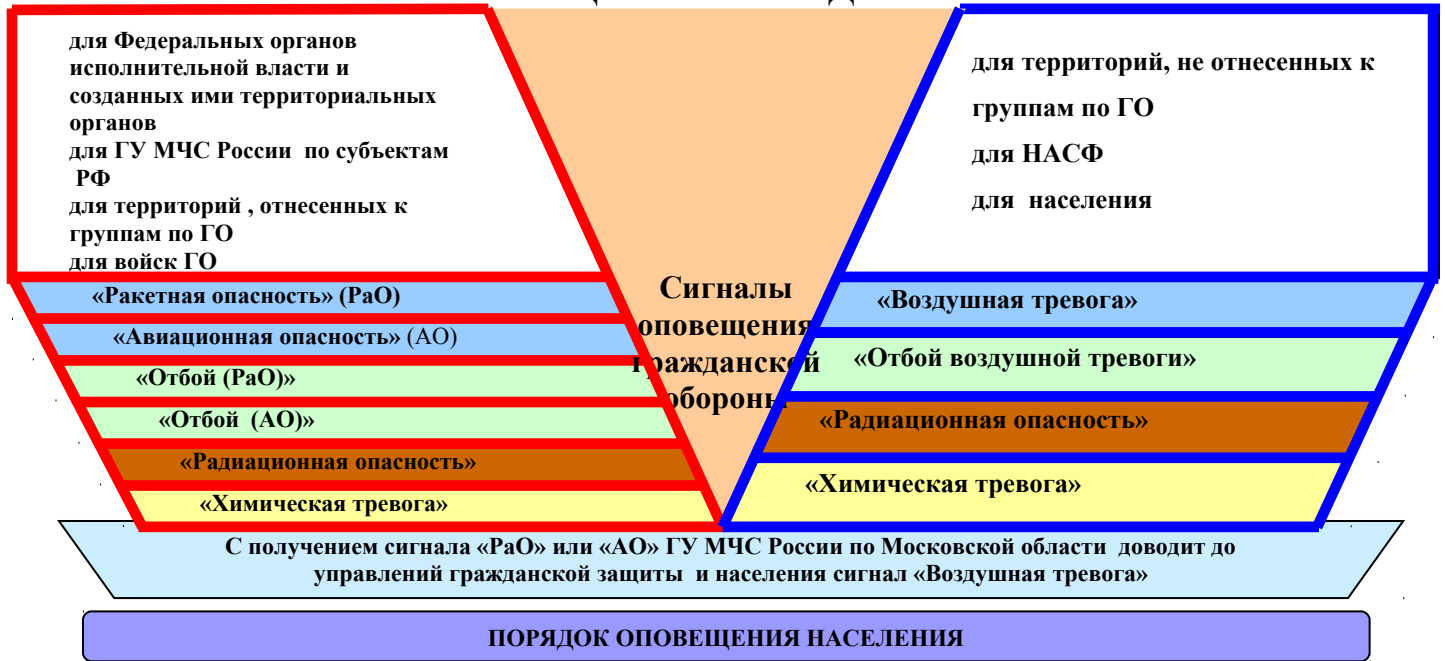 для Федеральных органов
исполнительной власти и
созданных ими территориальных
органов
для ГУ МЧС России по субъектам
РФ
для территорий , отнесенных к
группам по ГО
для войск ГО
«Ракетная опасность» (РаО)
«Авиационная опасность» (АО)
«Отбой (РаО)»
«Отбой (АО)»
«Радиационная опасность»
«Химическая тревога»
Сигналы
оповещения
гражданской
обороны
для территорий, не отнесенных к
группам по ГО
для НАСФ
для населения
«Воздушная тревога»
«Отбой воздушной тревоги»
«Радиационная опасность»
«Химическая тревога»
С получением сигнала «РаО» или «АО» ГУ МЧС России по Московской области доводит до
управлений гражданской защиты и населения сигнал «Воздушная тревога»
ПОРЯДОК ОПОВЕЩЕНИЯ НАСЕЛЕНИЯ